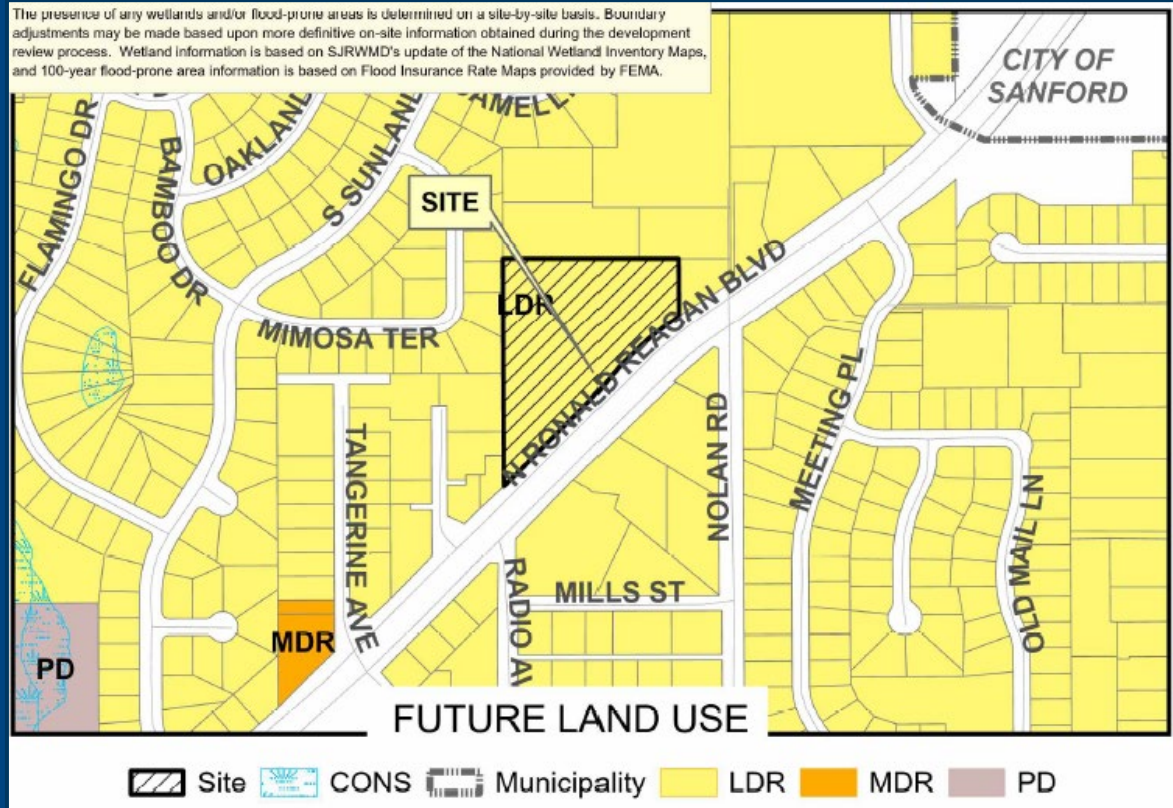 The presence of any wetlands and/or flood-prone areas is determined on a site-by-site basis. Boundary
adjustments may be made based upon more definitive on-site information obtained during the development
review process. Wetland information is based on SJRWMD's update of the National Wetland Inventory Maps,
and 100-year flood-prone area information is based on Flood Insurance Rate Maps provided by FEMA.
CITY OF
SANFORD
FLAMINGO DR
BAMBOO DR
OAKLAND
S SUNLAND
SITE
LDR
N RONALD REAGAN BLVD
MIMOSA TER
TANGERINE AVE
NOLAN RD
MEETING PL
OLD MAIL LN
RADIO AV
MILLS ST
MDR
PD
FUTURE LAND USE
Site CONS Municipality LDR MDR PD